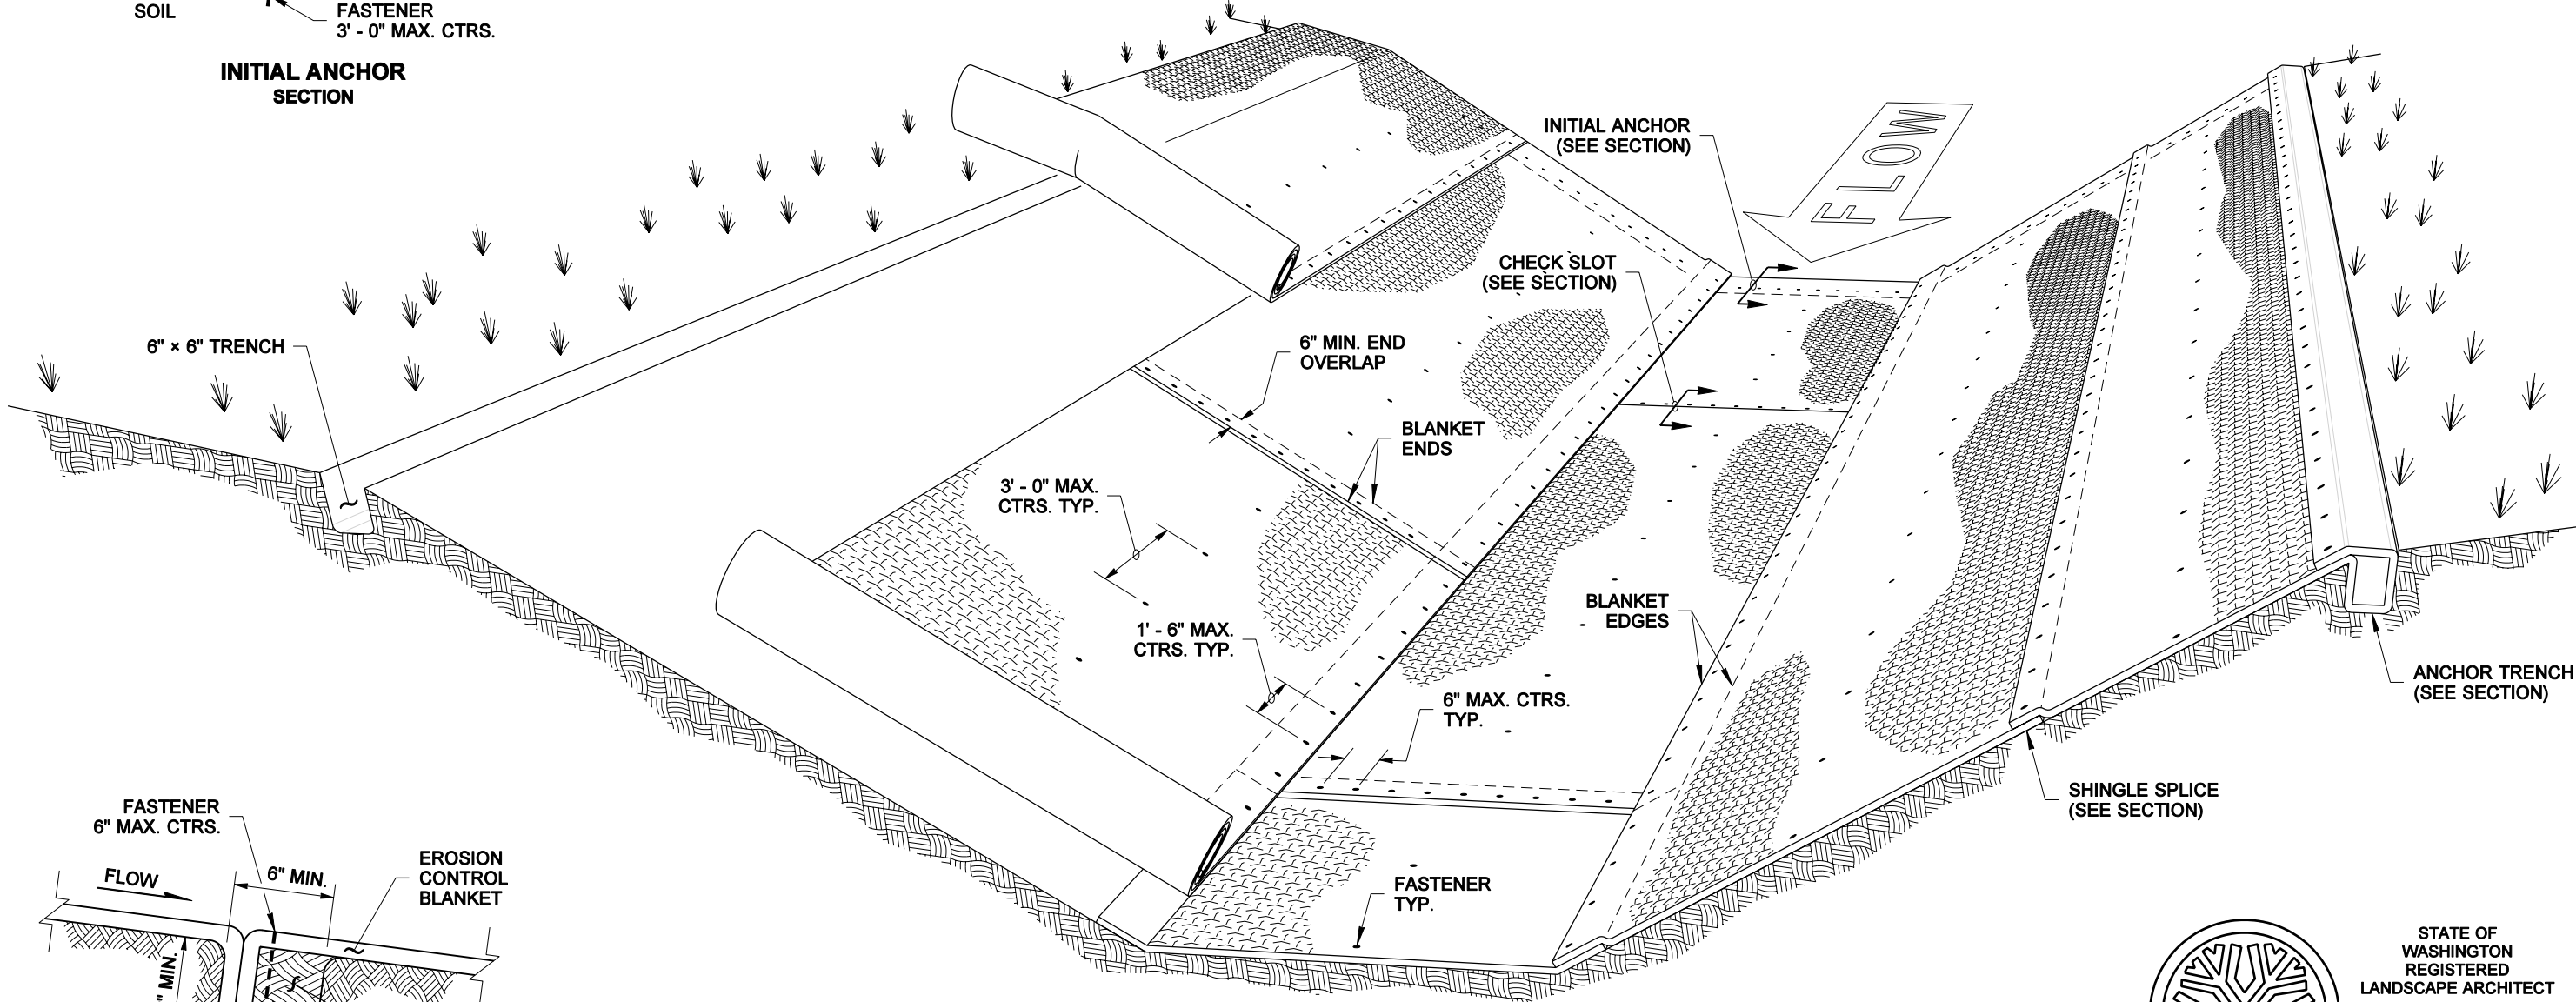 SOIL
FASTENER
3' - 0" MAX. CTRS.
INITIAL ANCHOR
SECTION
INITIAL ANCHOR
(SEE SECTION)
FLOW
CHECK SLOT
(SEE SECTION)
6" × 6" TRENCH
6" MIN. END
OVERLAP
BLANKET
ENDS
3' - 0" MAX.
CTRS. TYP.
BLANKET
EDGES
1' - 6" MAX.
CTRS. TYP.
6" MAX. CTRS.
TYP.
ANCHOR TRENCH
(SEE SECTION)
SHINGLE SPLICE
(SEE SECTION)
FASTENER
6" MAX. CTRS.
EROSION
CONTROL
BLANKET
FLOW
6" MIN.
" MIN.
FASTENER
TYP.
STATE OF
WASHINGTON
REGISTERED
LANDSCAPE ARCHITECT